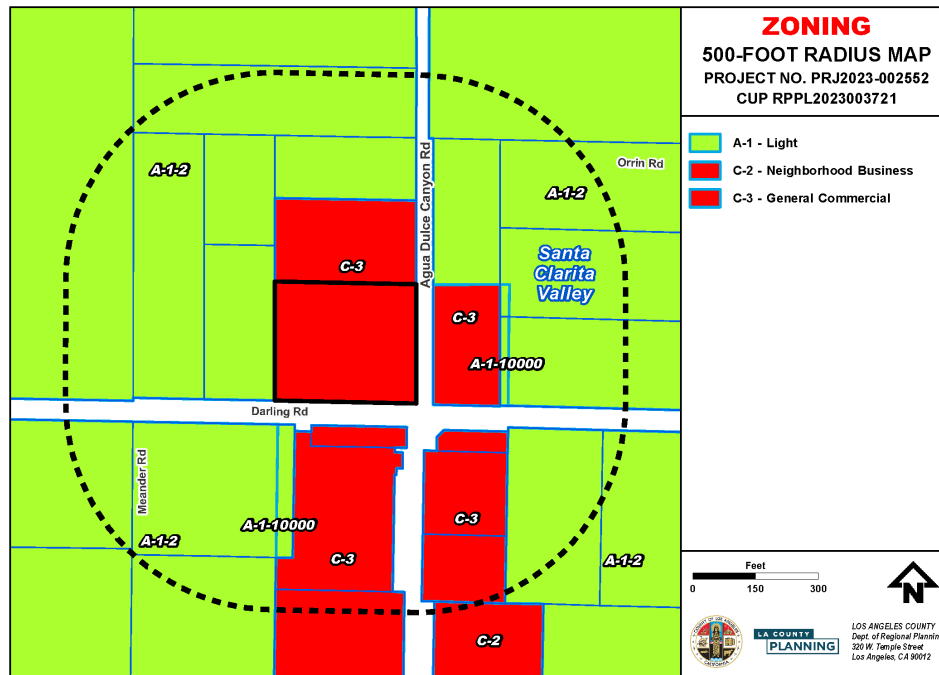 ZONING
500-FOOT RADIUS MAP
PROJECT NO. PRJ2023-002552
CUP RPPL2023003721
A-1 - Light
C-2 - Neighborhood Business
C-3 - General Commercial
A-1-2
Agua Dulce Canyon Rd
Orrin Rd
A-1-2
Santa
Clarita
Valley
C-3
C-3
A-1-10000
Darling Rd
Meander Rd
A-1-10000
A-1-2
C-3
C-3
A-1-2
C-2
Feet
0 150 300
N
LA COUNTY
PLANNING
LOS ANGELES COUNTY
Dept. of Regional Plannin
320 W. Temple Street
Los Angeles, CA 90012